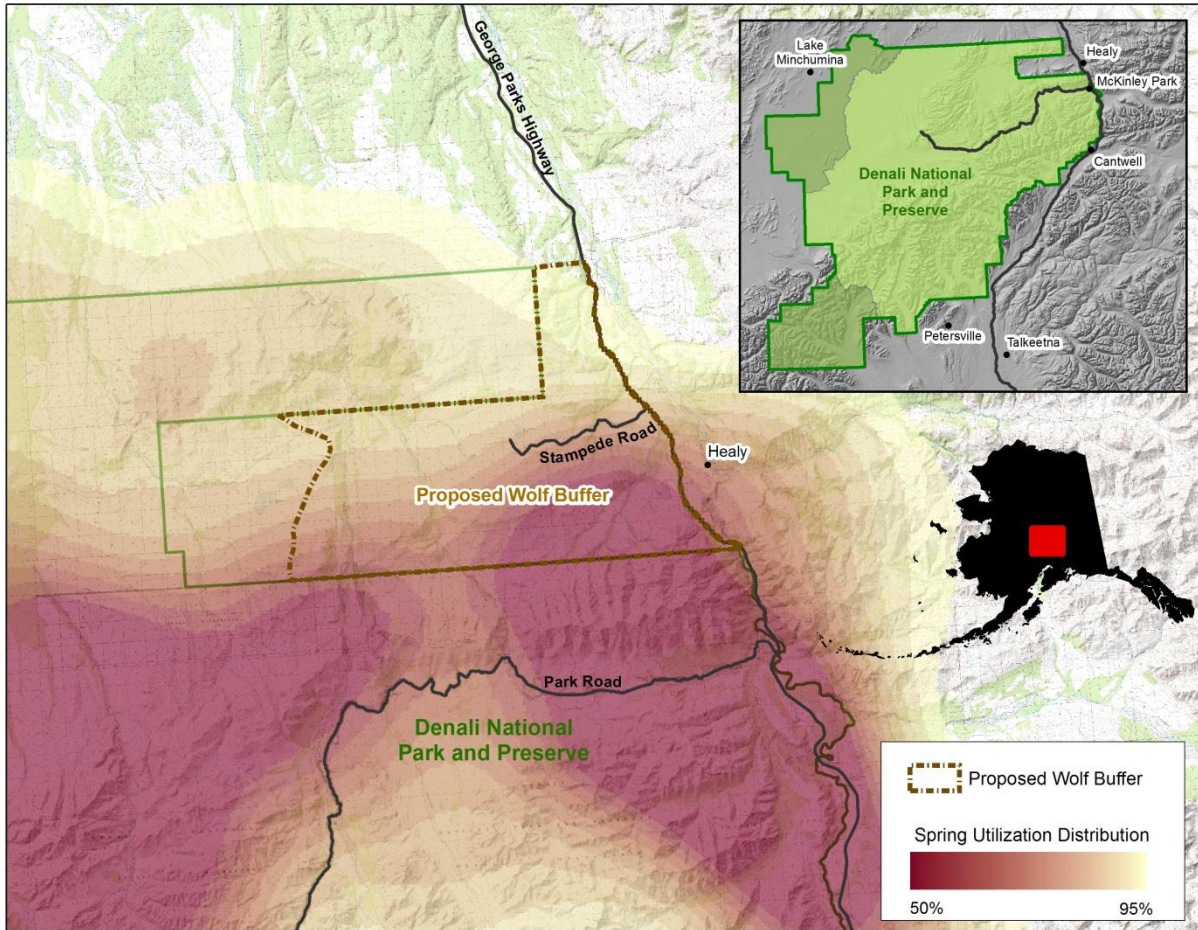 George Parks Highway
Stampede Road
Healy
Proposed Wolf Buffer
Park Road
Denali National
Park and Preserve
Lake
Minchumina
Healy
McKinley Park
Cantwell
Denali National
Park and
Preserve
Petersville
Talkeetna
Proposed Wolf Buffer
Spring Utilization Distribution
50%
95%